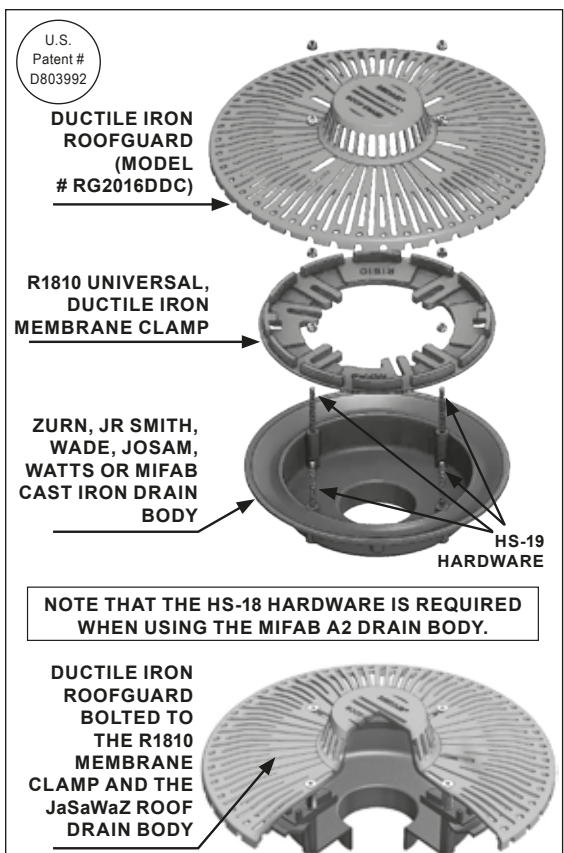 U.S.
Patent #
D803992
DUCTILE IRON
ROOFGUARD
(MODEL
# RG2016DDC)
R1810 UNIVERSAL,
DUCTILE IRON
MEMBRANE CLAMP
R1810
ZURN, JR SMITH,
WADE, JOSAM,
WATTS OR MIFAB
CAST IRON DRAIN
BODY
HS-19
HARDWARE
NOTE THAT THE HS-18 HARDWARE IS REQUIRED
WHEN USING THE MIFAB A2 DRAIN BODY.
DUCTILE IRON
ROOFGUARD
BOLTED TO
THE R1810
MEMBRANE
CLAMP AND THE
JaSaWaZ ROOF
DRAIN BODY